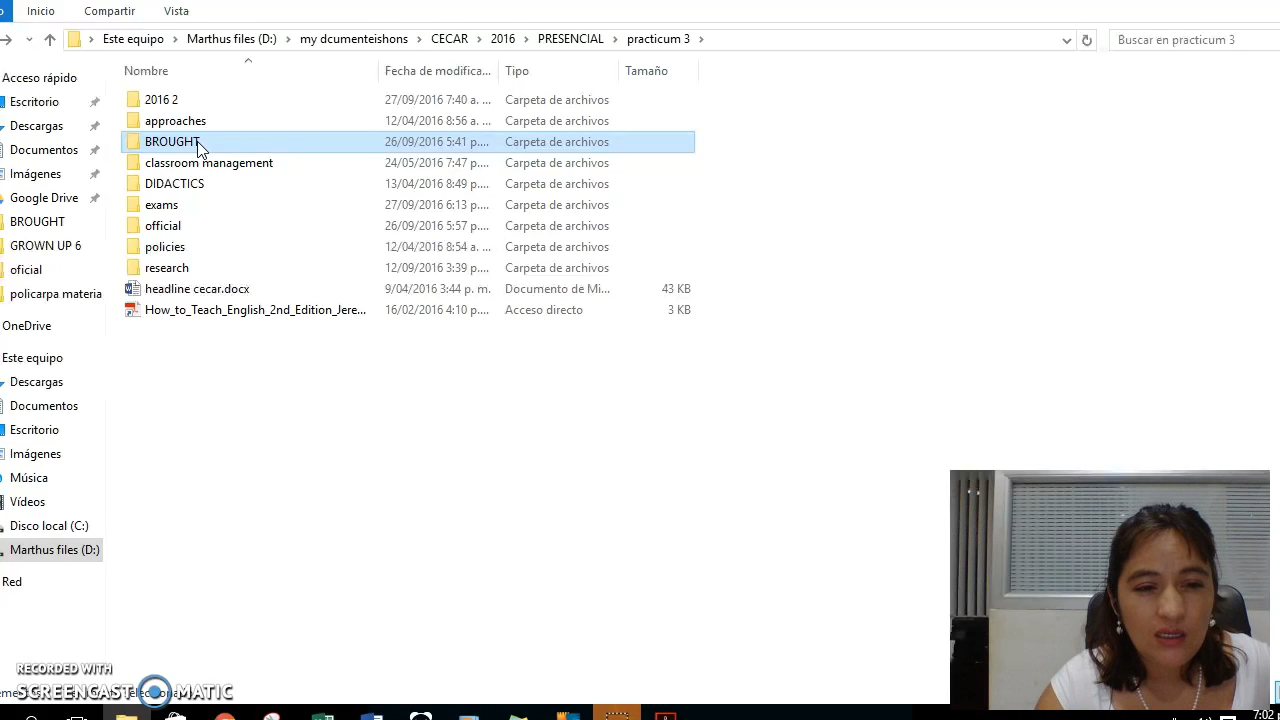 Inicio Compartir Vista
Este equipo > Marthus files (D:) > my dcumenteishons > CECAR > 2016 > PRESENCIAL > practicum 3 >
Buscar en practicum 3
Nombre Fecha de modifica... Tipo Tamaño
Acceso rápido
Escritorio
Descargas
Documentos
Imágenes
Google Drive
BROUGHT
GROWN UP 6
oficial
policarpa materia
OneDrive
Este equipo
Descargas
Documentos
Escritorio
Imágenes
Música
Vídeos
Disco local (C:)
Marthus files (D:)
Red
2016 2 27/09/2016 7:40 a. ... Carpeta de archivos
approaches 12/04/2016 8:56 a. ... Carpeta de archivos
BROUGHT 26/09/2016 5:41 p.... Carpeta de archivos
classroom management 24/05/2016 7:47 p.... Carpeta de archivos
DIDACTICS 13/04/2016 8:49 p.... Carpeta de archivos
exams 27/09/2016 6:13 p.... Carpeta de archivos
official 26/09/2016 5:57 p.... Carpeta de archivos
policies 12/04/2016 8:54 a. ... Carpeta de archivos
research 12/09/2016 3:39 p.... Carpeta de archivos
headline cecar.docx 9/04/2016 3:44 p. m. Documento de Mi... 43 KB
How_to_Teach_English_2nd_Edition_Jere... 16/02/2016 4:10 p.... Acceso directo 3 KB
RECORDED WITH
SCREENCAST MATIC
7:02